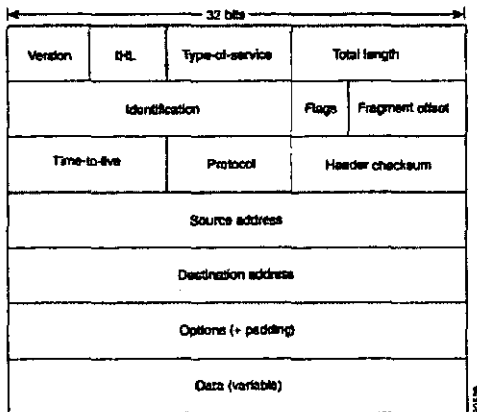 32 bits
Version IHL Type-of-service Total length
Identification Flags Fragment offset
Time-to-live Protocol Header checksum
Source address
Destination address
Options (+ padding)
Data (variable)